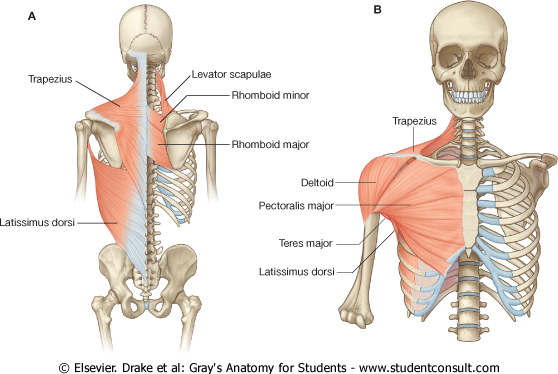 A
Trapezius
Levator scapulae
Rhomboid minor
Rhomboid major
Latissimus dorsi
B
Trapezius
Deltoid
Pectoralis major
Teres major
Latissimus dorsi
© Elsevier. Drake et al: Gray's Anatomy for Students - www.studentconsult.com